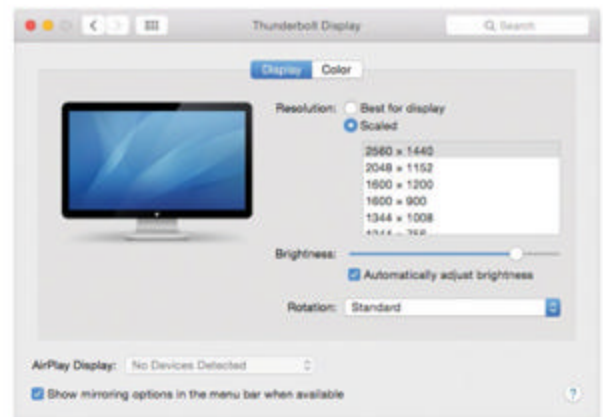 Thunderbolt Display
Search
Display Color
Resolution: Best for display
Scaled
2560 × 1440
2048 × 1152
1600 × 1200
1600 × 900
1344 × 1008
1344 × 756
Brightness:
Automatically adjust brightness
Rotation: Standard
AirPlay Display: No Devices Detected
Show mirroring options in the menu bar when available
?